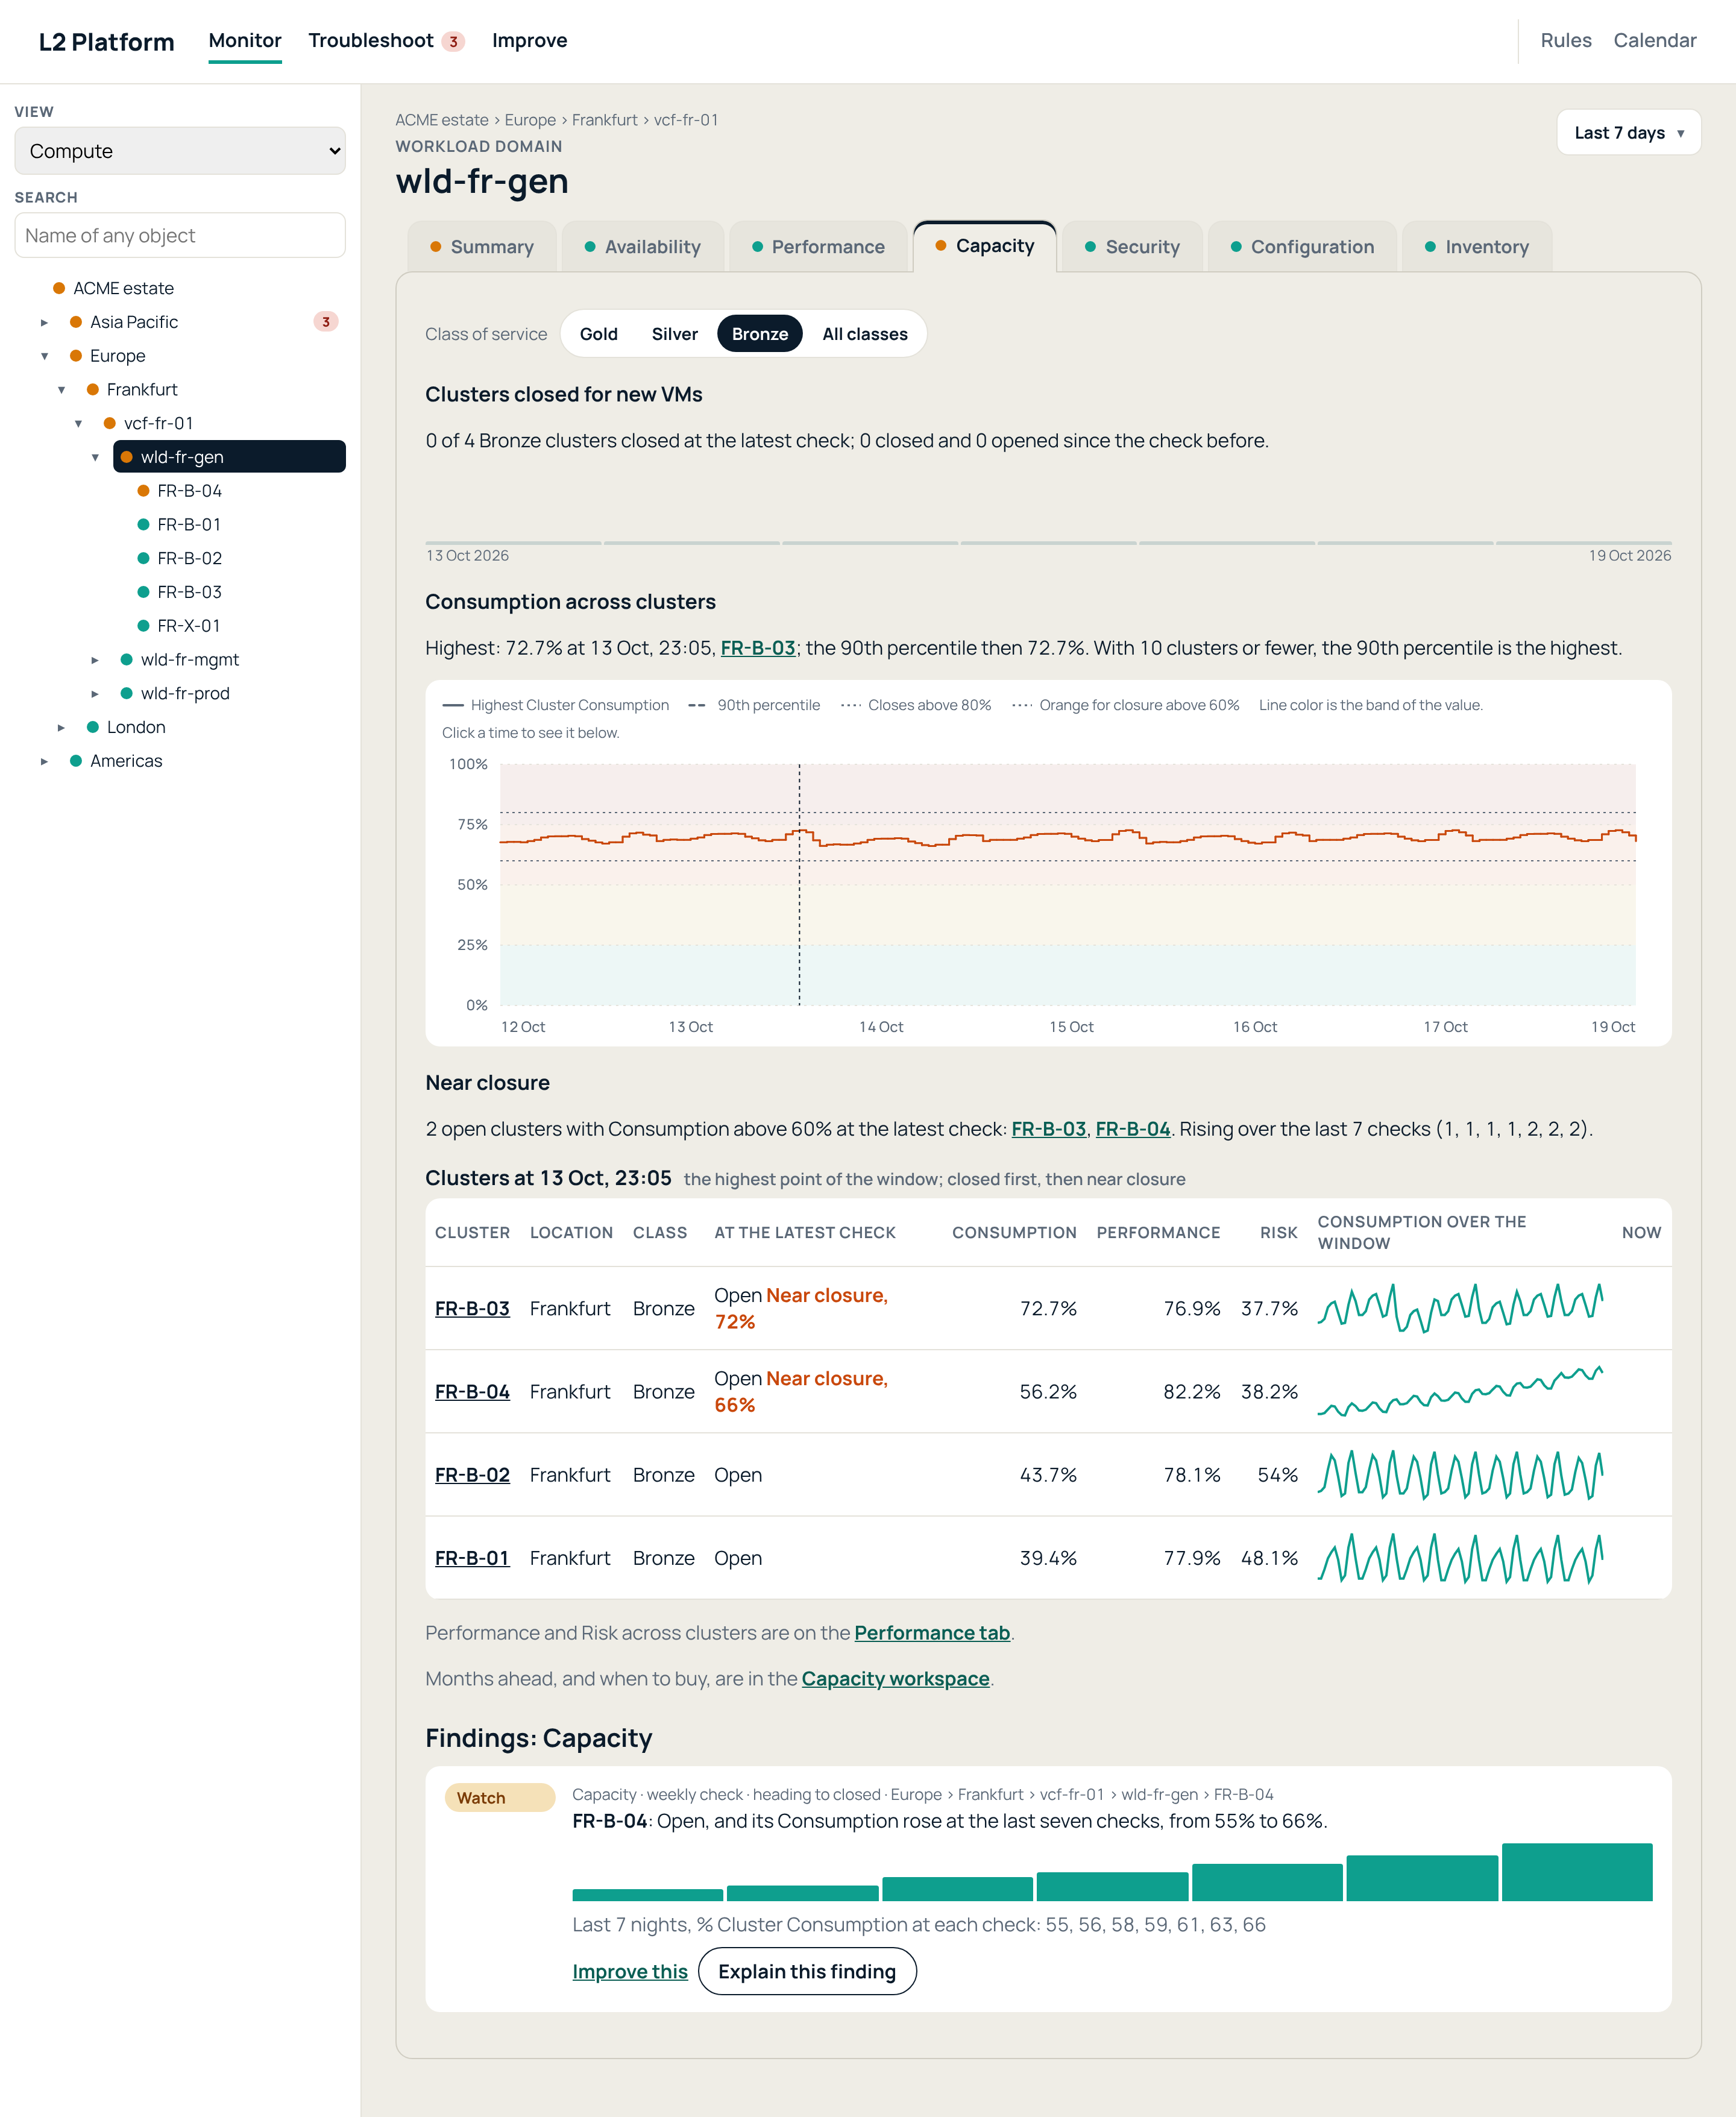 L2 Platform
Monitor
Troubleshoot 3
Improve
Rules
Calendar
VIEW
Compute
SEARCH
Name of any object
ACME estate
Asia Pacific 3
Europe
Frankfurt
vcf-fr-01
wld-fr-gen
FR-B-04
FR-B-01
FR-B-02
FR-B-03
FR-X-01
wld-fr-mgmt
wld-fr-prod
London
Americas
ACME estate › Europe › Frankfurt › vcf-fr-01
WORKLOAD DOMAIN
wld-fr-gen
Last 7 days
Summary
Availability
Performance
Capacity
Security
Configuration
Inventory
Class of service
Gold
Silver
Bronze
All classes
Clusters closed for new VMs
0 of 4 Bronze clusters closed at the latest check; 0 closed and 0 opened since the check before.
13 Oct 2026
19 Oct 2026
Consumption across clusters
Highest: 72.7% at 13 Oct, 23:05, FR-B-03; the 90th percentile then 72.7%. With 10 clusters or fewer, the 90th percentile is the highest.
Highest Cluster Consumption
90th percentile
Closes above 80%
Orange for closure above 60%
Line color is the band of the value.
Click a time to see it below.
100%
75%
50%
25%
0%
12 Oct
13 Oct
14 Oct
15 Oct
16 Oct
17 Oct
19 Oct
Near closure
2 open clusters with Consumption above 60% at the latest check: FR-B-03, FR-B-04. Rising over the last 7 checks (1, 1, 1, 1, 2, 2, 2).
Clusters at 13 Oct, 23:05 the highest point of the window; closed first, then near closure
CLUSTER LOCATION CLASS AT THE LATEST CHECK CONSUMPTION PERFORMANCE RISK CONSUMPTION OVER THE WINDOW NOW
FR-B-03 Frankfurt Bronze Open Near closure, 72% 72.7% 76.9% 37.7%
FR-B-04 Frankfurt Bronze Open Near closure, 66% 56.2% 82.2% 38.2%
FR-B-02 Frankfurt Bronze Open 43.7% 78.1% 54%
FR-B-01 Frankfurt Bronze Open 39.4% 77.9% 48.1%
Performance and Risk across clusters are on the Performance tab.
Months ahead, and when to buy, are in the Capacity workspace.
Findings: Capacity
Watch
Capacity · weekly check · heading to closed · Europe › Frankfurt › vcf-fr-01 › wld-fr-gen › FR-B-04
FR-B-04: Open, and its Consumption rose at the last seven checks, from 55% to 66%.
Last 7 nights, % Cluster Consumption at each check: 55, 56, 58, 59, 61, 63, 66
Improve this
Explain this finding